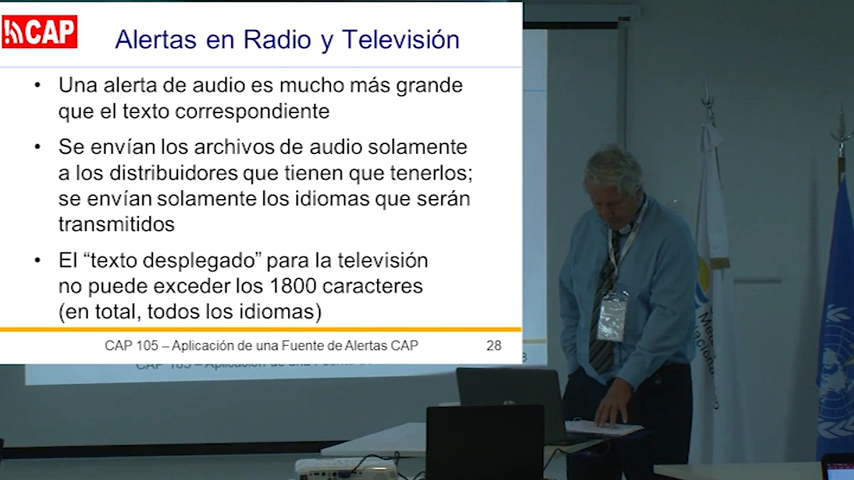 CAP
Alertas en Radio y Televisión
• Una alerta de audio es mucho más grande
que el texto correspondiente
• Se envían los archivos de audio solamente
a los distribuidores que tienen que tenerlos;
se envían solamente los idiomas que serán
transmitidos
• El “texto desplegado” para la televisión
no puede exceder los 1800 caracteres
(en total, todos los idiomas)
CAP 105 – Aplicación de una Fuente de Alertas CAP 28